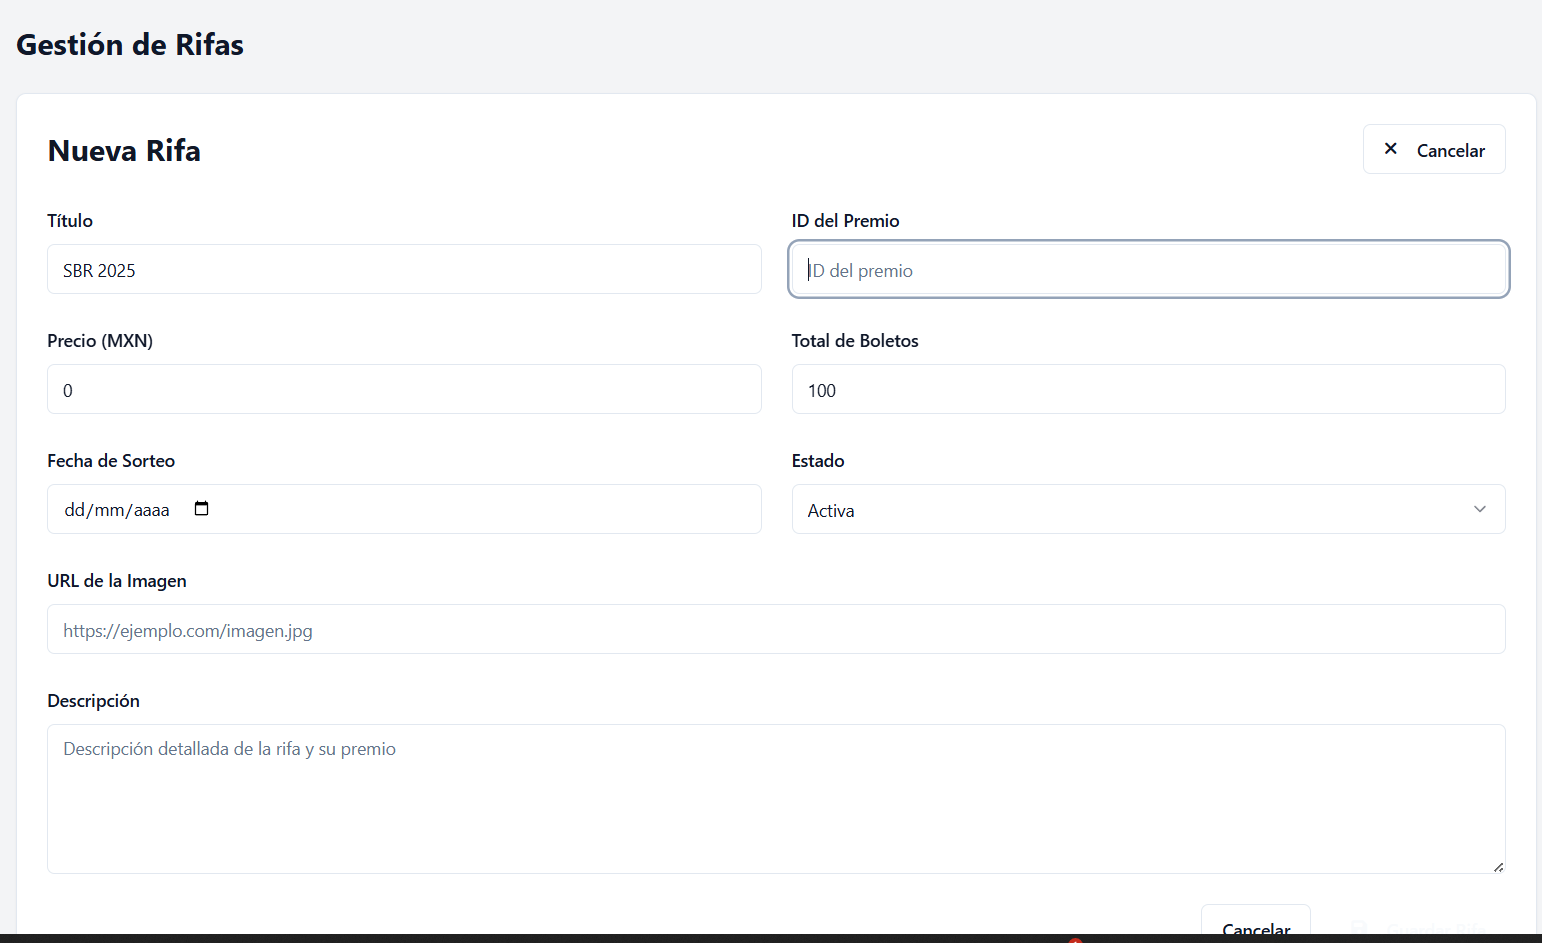 Gestión de Rifas
Nueva Rifa
Cancelar
Título
ID del Premio
SBR 2025
ID del premio
Precio (MXN)
Total de Boletos
0
100
Fecha de Sorteo
Estado
dd/mm/aaaa
Activa
URL de la Imagen
https://ejemplo.com/imagen.jpg
Descripción
Descripción detallada de la rifa y su premio
Cancelar